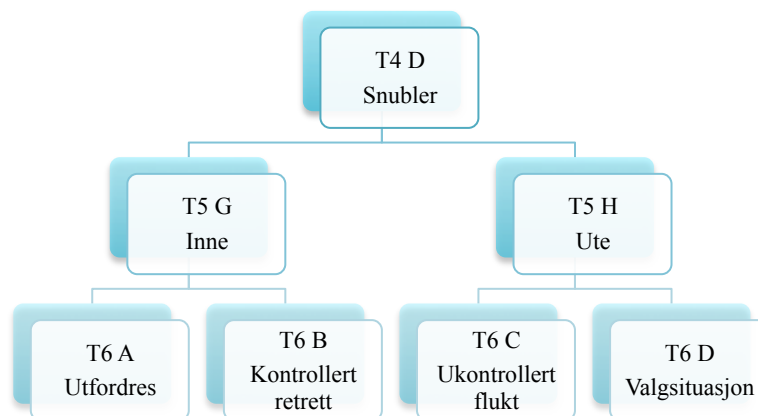 T4 D
Snubler
T5 G
Inne
T5 H
Ute
T6 A
Utfordres
T6 B
Kontrollert
retrett
T6 C
Ukontrollert
flukt
T6 D
Valgsituasjon